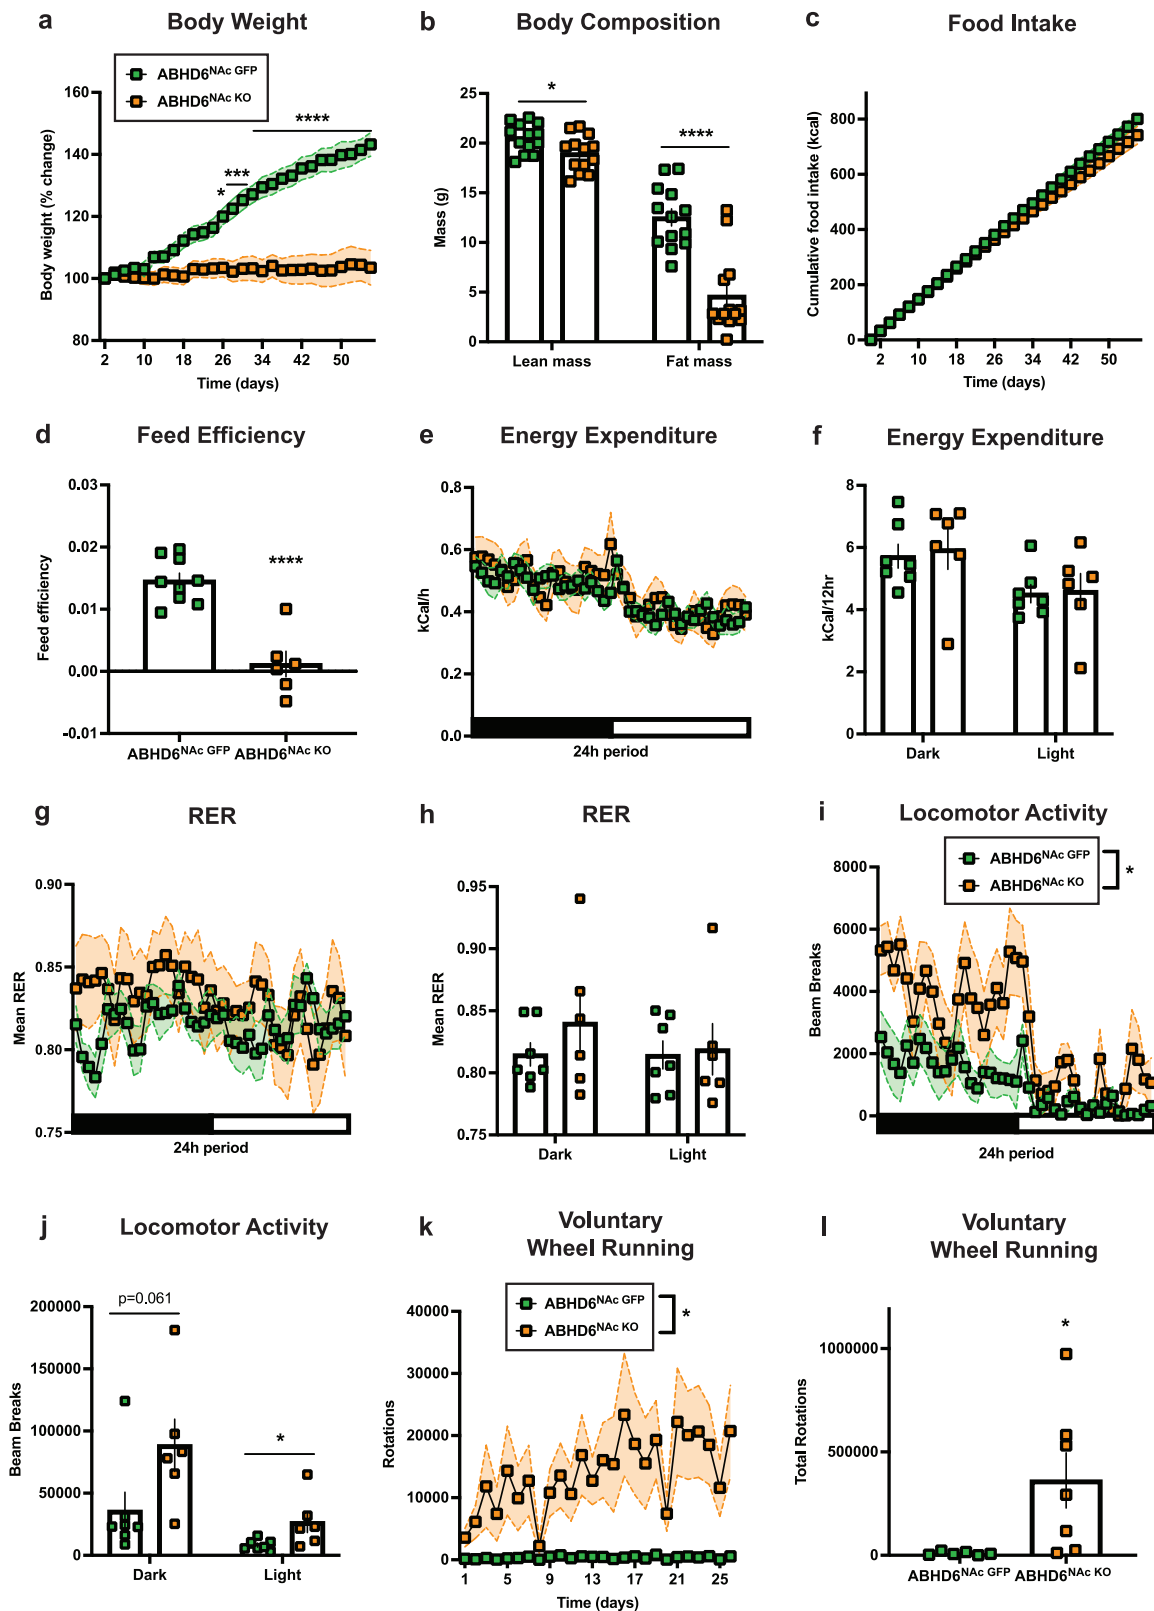 a Body Weight
ABHD6NAc GFP
ABHD6NAc KO
Body weight (% change)
160
140
120
100
80
*
***
****
2 10 18 26 34 42 50
Time (days)
b Body Composition
Mass (g)
25
20
15
10
5
0
*
****
Lean mass Fat mass
c Food Intake
Cumulative food intake (kcal)
800
600
400
200
0
2 10 18 26 34 42 50
Time (days)
d Feed Efficiency
Feed efficiency
0.03
0.02
0.01
0.00
-0.01
****
ABHD6NAc GFP ABHD6NAc KO
e Energy Expenditure
kCal/h
0.8
0.6
0.4
0.2
0.0
24h period
f Energy Expenditure
kCal/12hr
8
6
4
2
0
Dark Light
g RER
Mean RER
0.90
0.85
0.80
0.75
24h period
h RER
Mean RER
0.95
0.90
0.85
0.80
0.75
Dark Light
i Locomotor Activity
ABHD6NAc GFP
ABHD6NAc KO
*
Beam Breaks
8000
6000
4000
2000
0
24h period
j Locomotor Activity
Beam Breaks
200000
150000
100000
50000
0
p=0.061
*
Dark Light
k Voluntary
Wheel Running
ABHD6NAc GFP
ABHD6NAc KO
*
Rotations
40000
30000
20000
10000
0
1 5 9 13 17 21 25
Time (days)
l Voluntary
Wheel Running
Total Rotations
1000000
500000
0
*
ABHD6NAc GFP ABHD6NAc KO